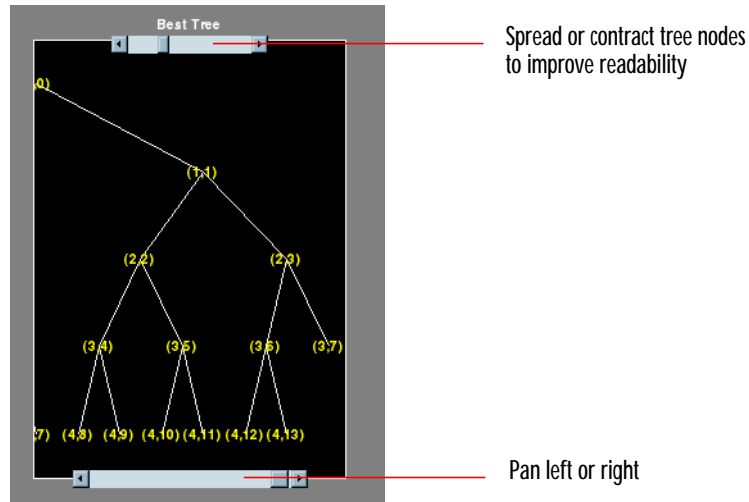 Best Tree
Spread or contract tree nodes
to improve readability
,0)
(1,1)
(2,2) (2,3)
(3,4) (3,5) (3,6) (3,7)
,7) (4,8) (4,9) (4,10) (4,11) (4,12) (4,13)
Pan left or right